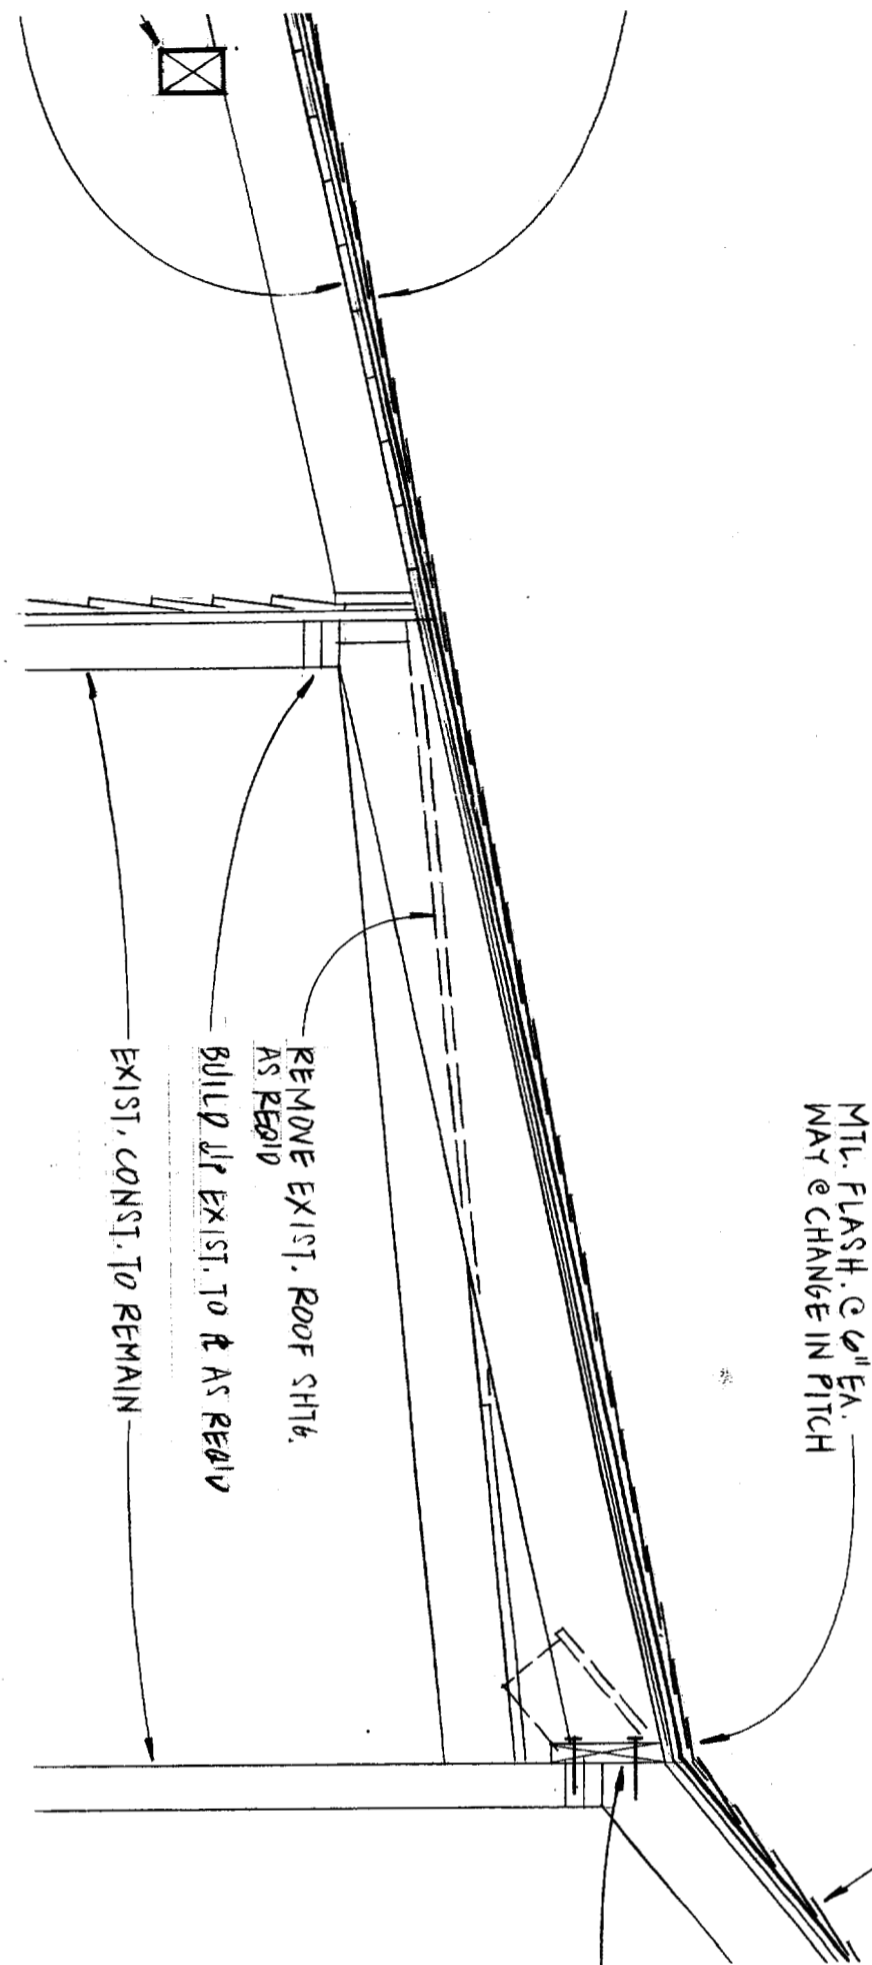 MTL. FLASH. @ 6" EA.
WAY @ CHANGE IN PITCH
REMOVE EXIST. ROOF SHTG.
AS REQ'D
BUILD UP EXIST. TO ℄ AS REQ'D
EXIST. CONST. TO REMAIN